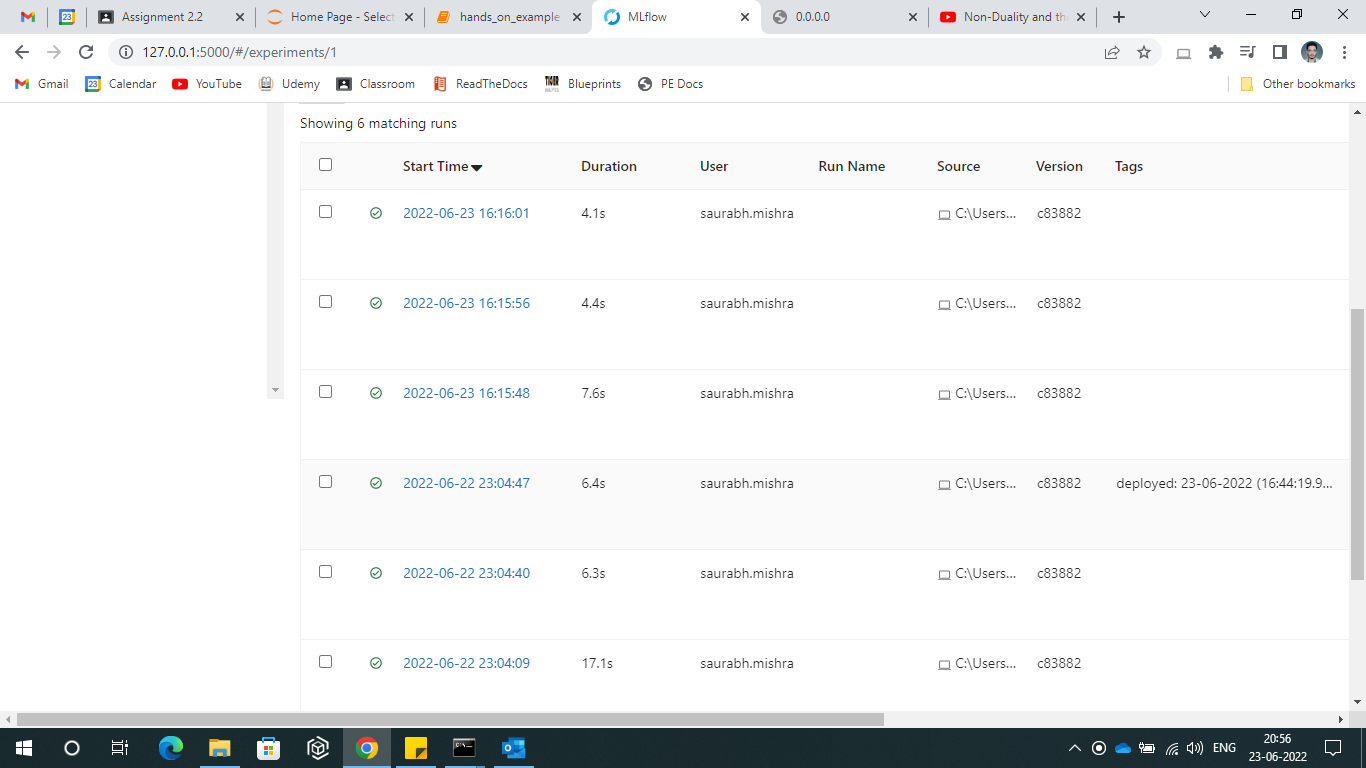 Assignment 2.2
Home Page - Select
hands_on_example
MLflow
0.0.0.0
Non-Duality and th
127.0.0.1:5000/#/experiments/1
Gmail
23 Calendar
YouTube
Udemy
Classroom
ReadTheDocs
Blueprints
PE Docs
Other bookmarks
Showing 6 matching runs
Start Time Duration User Run Name Source Version Tags
2022-06-23 16:16:01 4.1s saurabh.mishra C:\Users... c83882
2022-06-23 16:15:56 4.4s saurabh.mishra C:\Users... c83882
2022-06-23 16:15:48 7.6s saurabh.mishra C:\Users... c83882
2022-06-22 23:04:47 6.4s saurabh.mishra C:\Users... c83882 deployed: 23-06-2022 (16:44:19.9...
2022-06-22 23:04:40 6.3s saurabh.mishra C:\Users... c83882
2022-06-22 23:04:09 17.1s saurabh.mishra C:\Users... c83882
ENG
20:56
23-06-2022